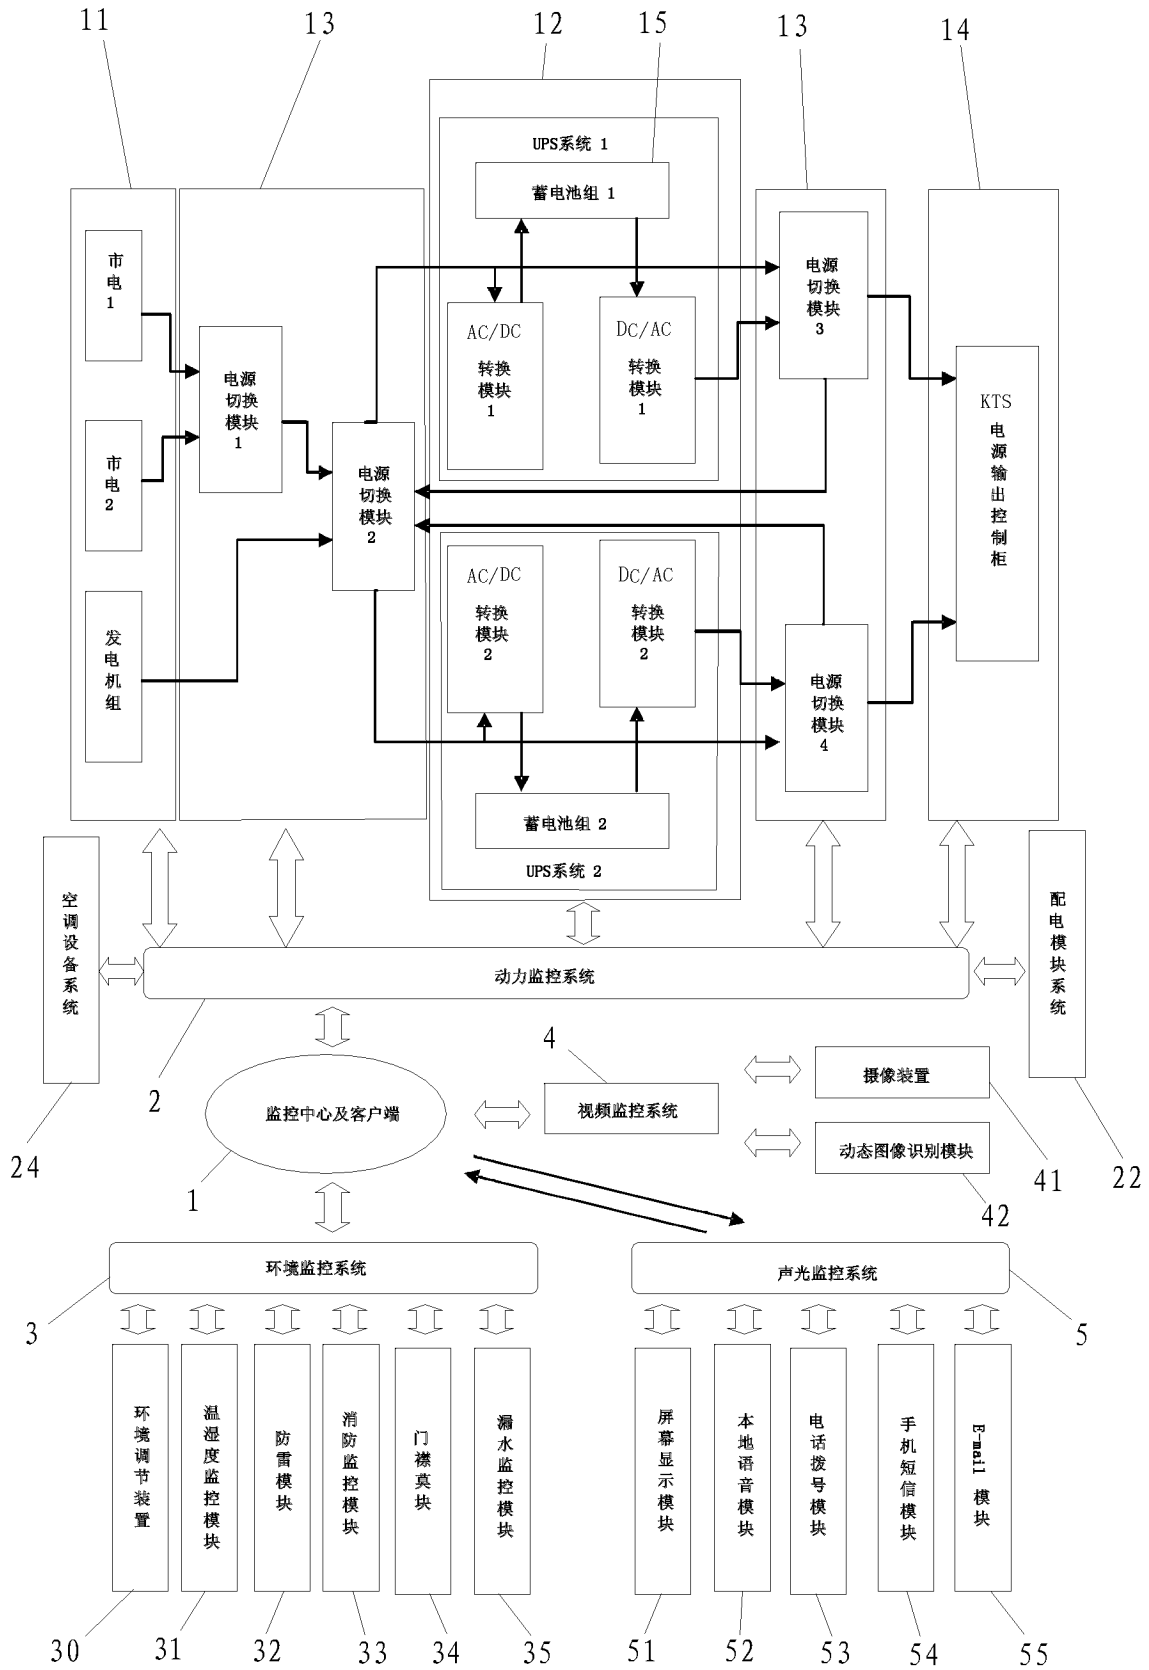 11
13
12
15
13
14
UPS系统 1
蓄电池组 1
市电1
市电2
发电机组
电源切换模块1
电源切换模块2
AC/DC
转换模块1
DC/AC
转换模块1
电源切换模块3
KTS
电源输出控制柜
AC/DC
转换模块2
DC/AC
转换模块2
电源切换模块4
蓄电池组 2
UPS系统 2
空调设备系统
配电模块系统
动力监控系统
2
4
24
监控中心及客户端
1
视频监控系统
摄像装置
动态图像识别模块
41
42
22
环境监控系统
3
声光监控系统
5
环境调节装置
温湿度监控模块
防雷模块
消防监控模块
门襟莫块
漏水监控模块
屏幕显示模块
本地语音模块
电话拨号模块
手机短信模块
E-mail 模块
30
31
32
33
34
35
51
52
53
54
55